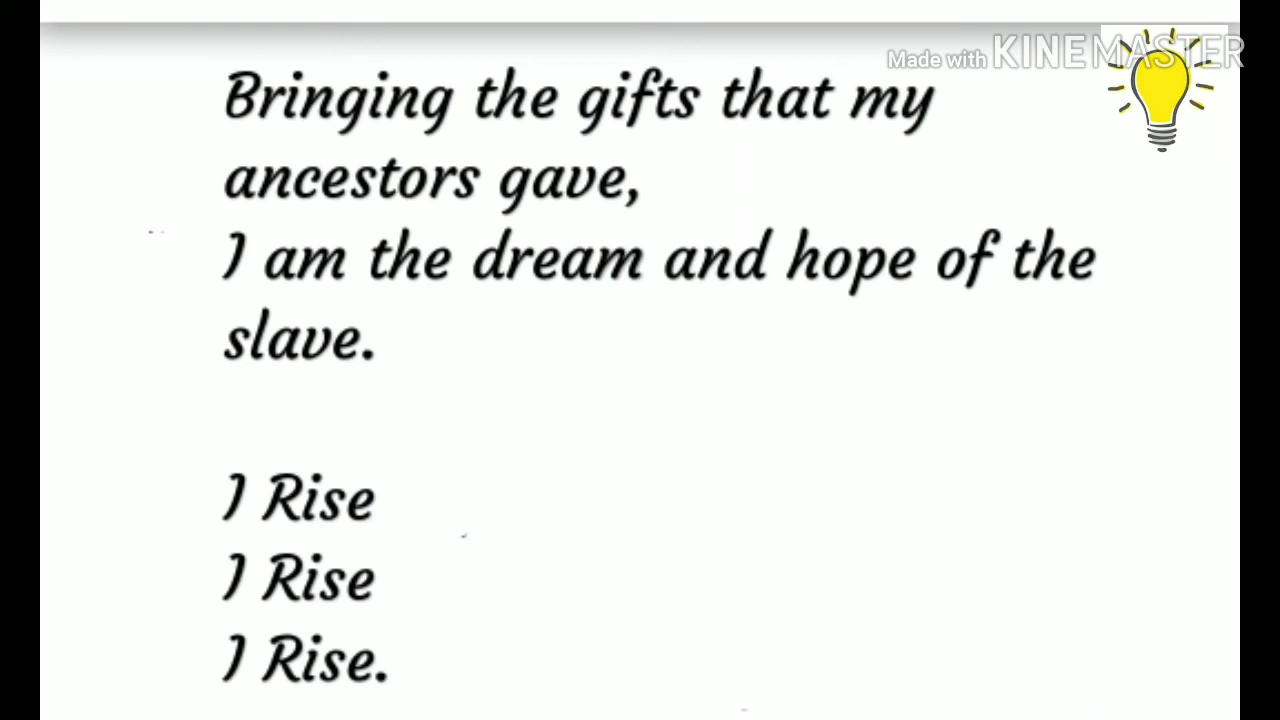 Made with KINEMASTER
Bringing the gifts that my
ancestors gave,
I am the dream and hope of the
slave.
I Rise
I Rise
I Rise.